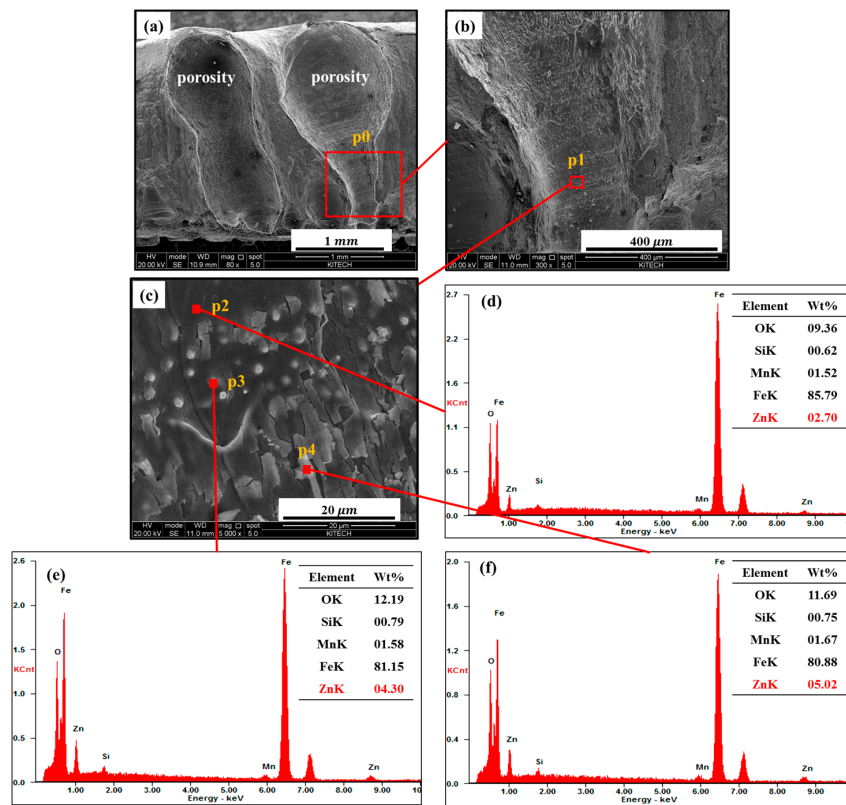 (a)
porosity
porosity
p0
1 mm
HV mode WD mag spot
20.00 kV SE 10.9 mm 80 x 5.0
1 mm
KITECH
(b)
p1
400 μm
HV mode WD mag spot
20.00 kV SE 11.0 mm 300 x 5.0
400 μm
KITECH
(c)
p2
p3
p4
20 μm
HV mode WD mag spot
20.00 kV SE 11.0 mm 5 000 x 5.0
20 μm
KITECH
(d)
2.7
2.2
1.6
1.1
0.5
0.0
KCnt
O
Fe
Zn
Si
Mn
Fe
Zn
1.00 2.00 3.00 4.00 5.00 6.00 7.00 8.00 9.00
Energy - keV
Element Wt%
OK 09.36
SiK 00.62
MnK 01.52
FeK 85.79
ZnK 02.70
(e)
2.6
2.1
1.6
1.0
0.5
0.0
KCnt
O
Fe
Zn
Si
Mn
Fe
Zn
1.00 2.00 3.00 4.00 5.00 6.00 7.00 8.00 9.00 10
Energy - keV
Element Wt%
OK 12.19
SiK 00.79
MnK 01.58
FeK 81.15
ZnK 04.30
(f)
2.0
1.6
1.2
0.8
0.4
0.0
KCnt
O
Fe
Zn
Si
Mn
Fe
Zn
1.00 2.00 3.00 4.00 5.00 6.00 7.00 8.00 9.00
Energy - keV
Element Wt%
OK 11.69
SiK 00.75
MnK 01.67
FeK 80.88
ZnK 05.02